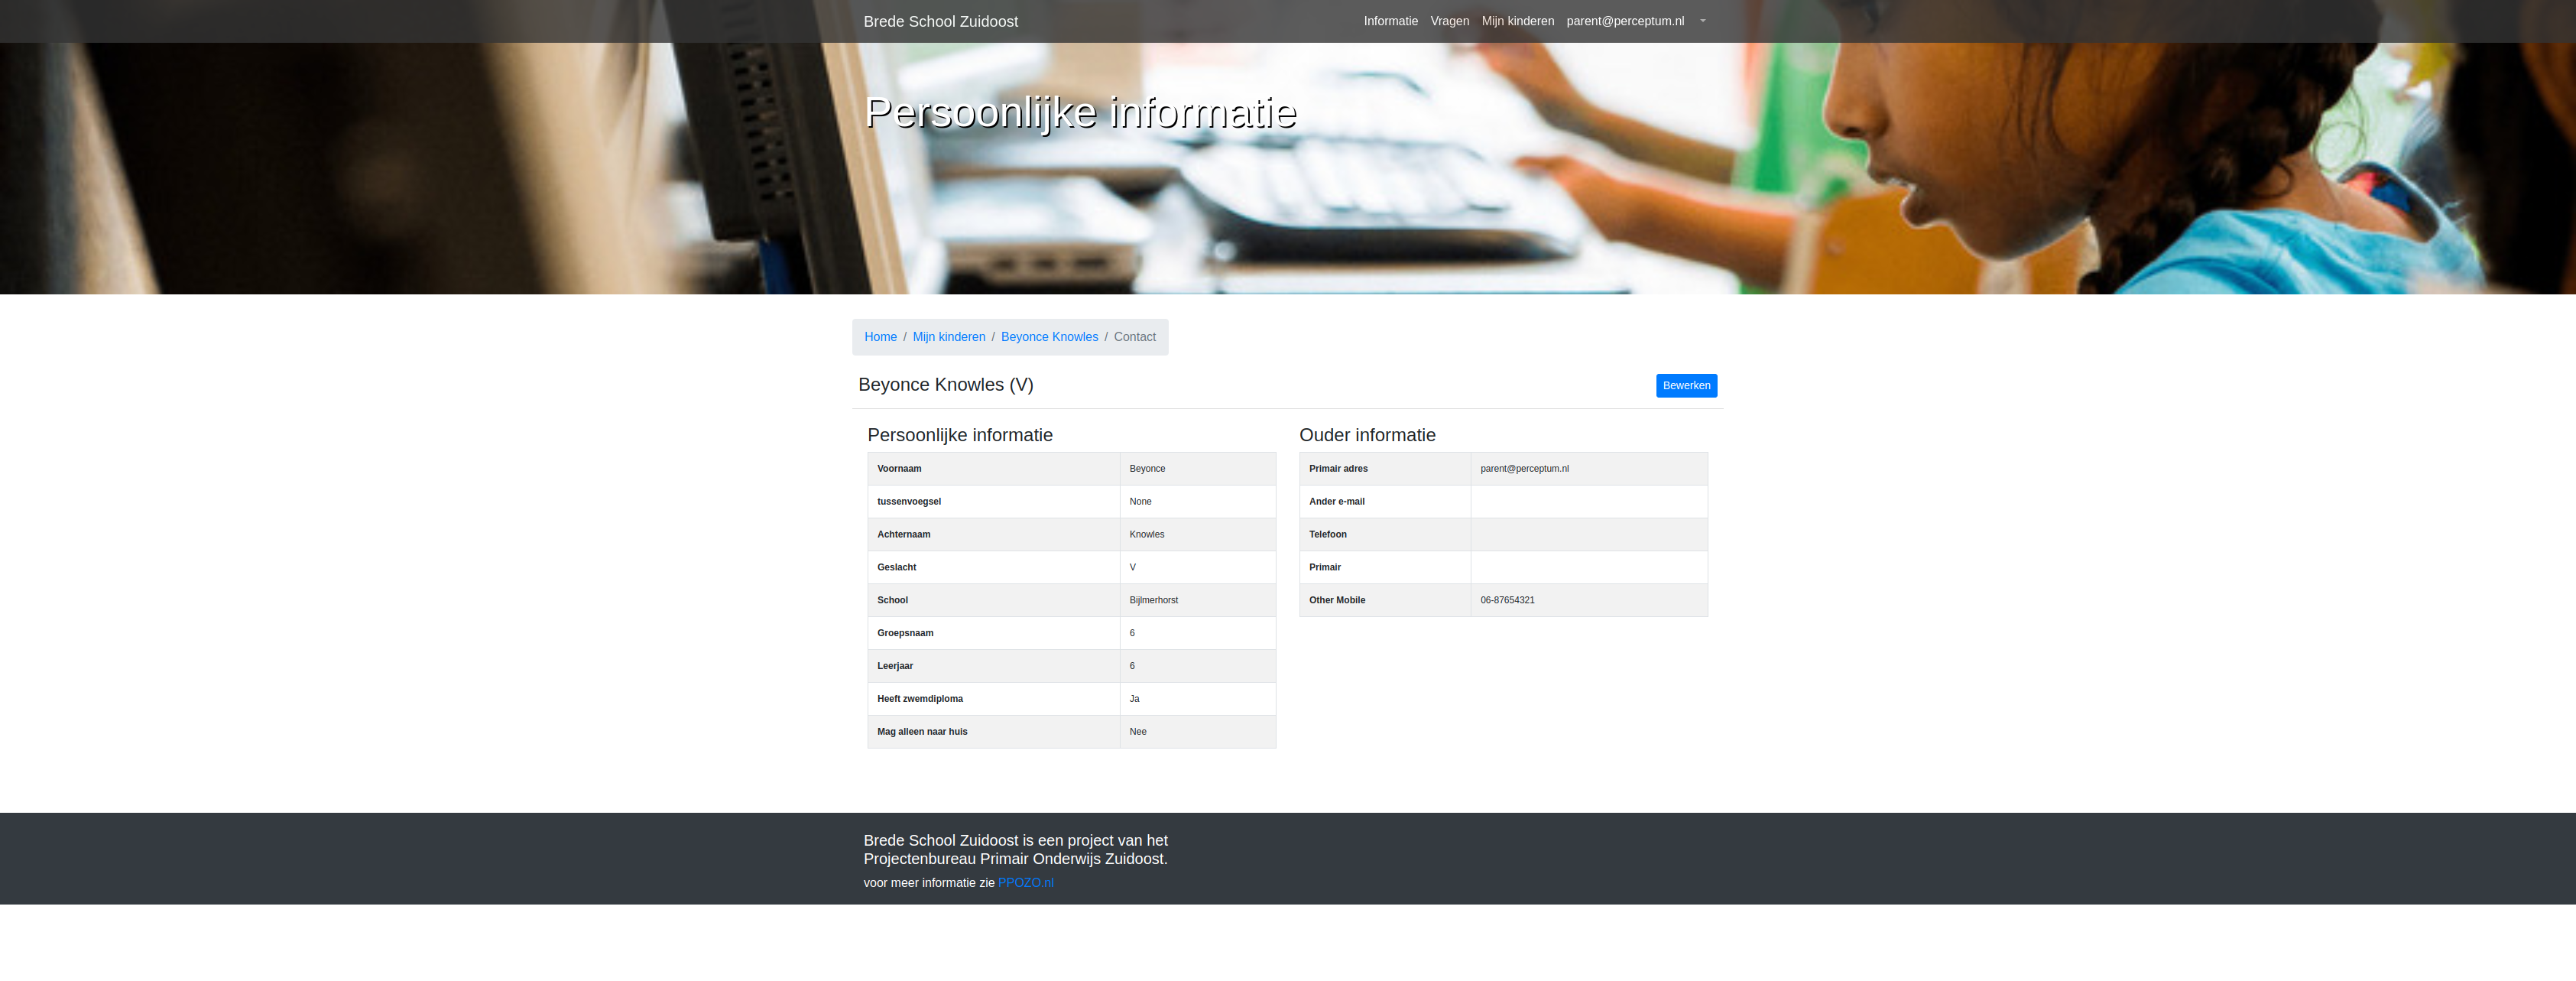 Brede School Zuidoost
Informatie Vragen Mijn kinderen parent@perceptum.nl
Persoonlijke informatie
Home / Mijn kinderen / Beyonce Knowles / Contact
Beyonce Knowles (V)
Bewerken
Persoonlijke informatie
Voornaam Beyonce
tussenvoegsel None
Achternaam Knowles
Geslacht V
School Bijlmerhorst
Groepsnaam 6
Leerjaar 6
Heeft zwemdiploma Ja
Mag alleen naar huis Nee
Ouder informatie
Primair adres parent@perceptum.nl
Ander e-mail
Telefoon
Primair
Other Mobile 06-87654321
Brede School Zuidoost is een project van het
Projectenbureau Primair Onderwijs Zuidoost.
voor meer informatie zie PPOZO.nl